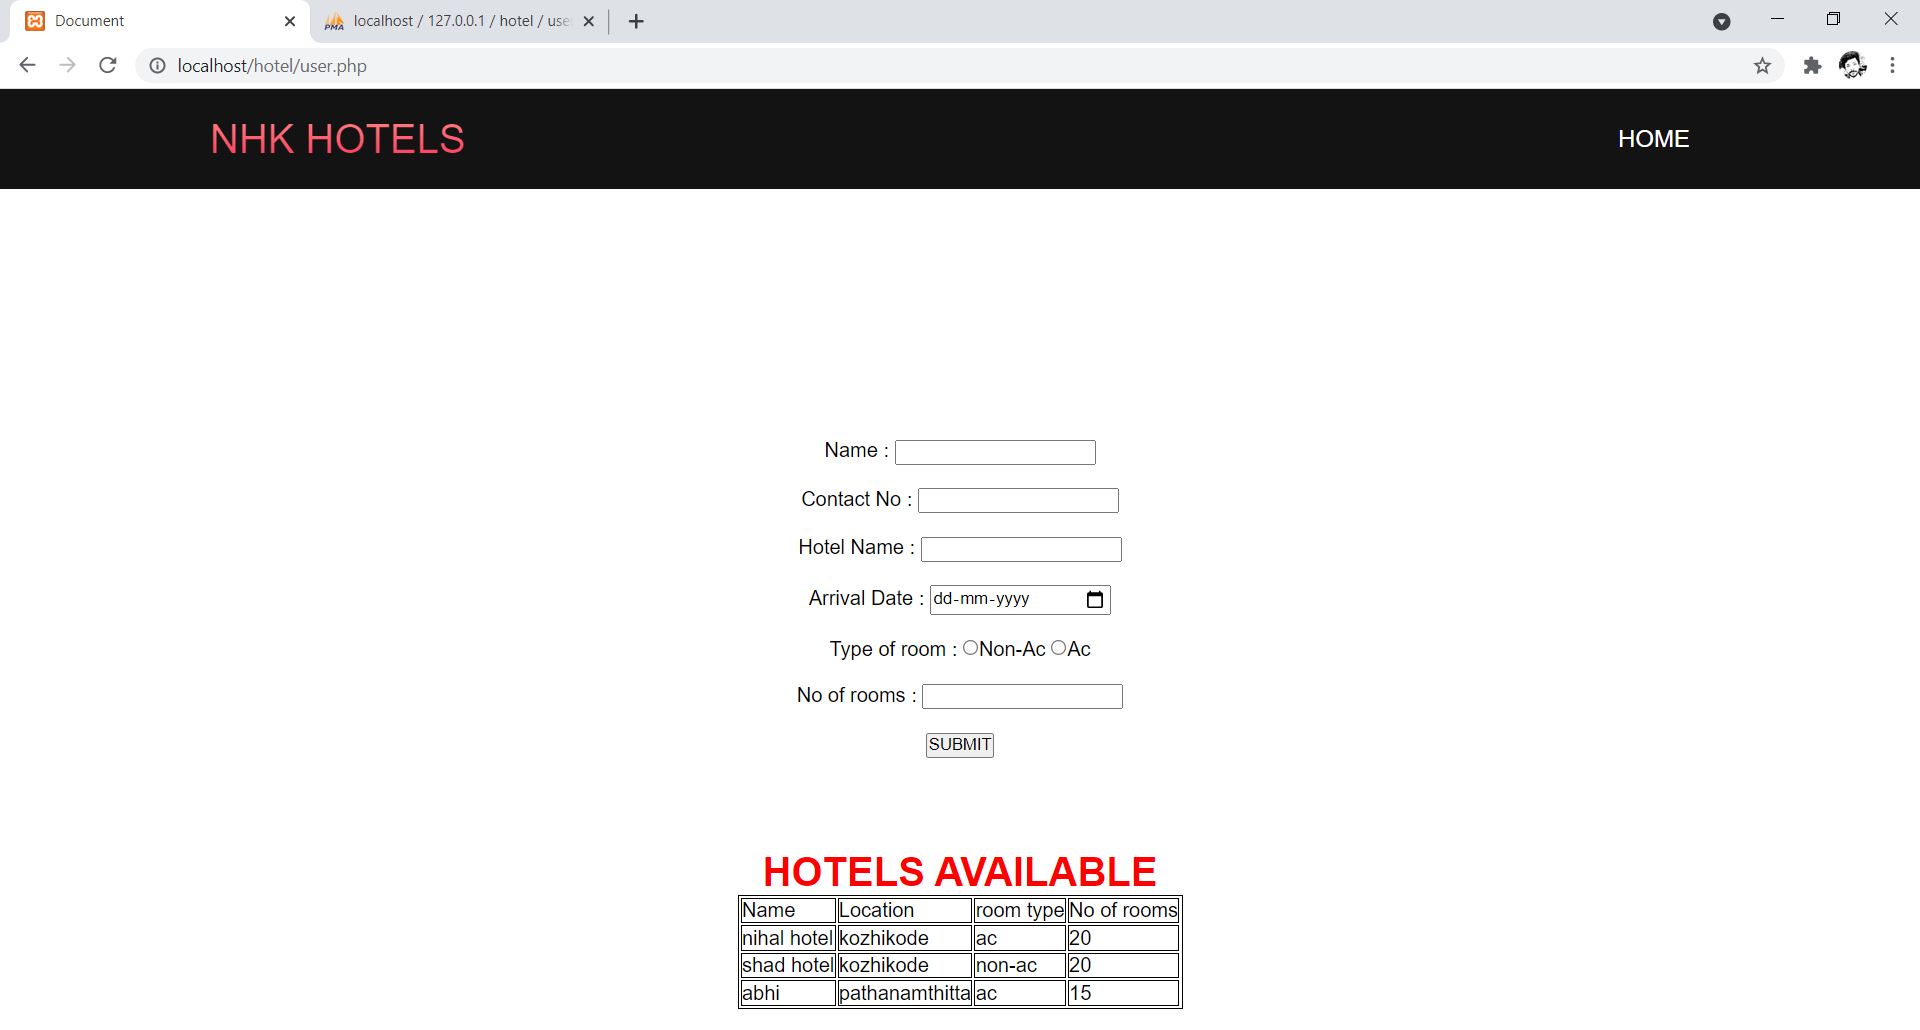 Document
PMA localhost / 127.0.0.1 / hotel / use
localhost/hotel/user.php
NHK HOTELS HOME
Name :
Contact No :
Hotel Name :
Arrival Date : dd-mm-yyyy
Type of room : Non-Ac Ac
No of rooms :
SUBMIT
HOTELS AVAILABLE
Name Location room type No of rooms
nihal hotel kozhikode ac 20
shad hotel kozhikode non-ac 20
abhi pathanamthitta ac 15